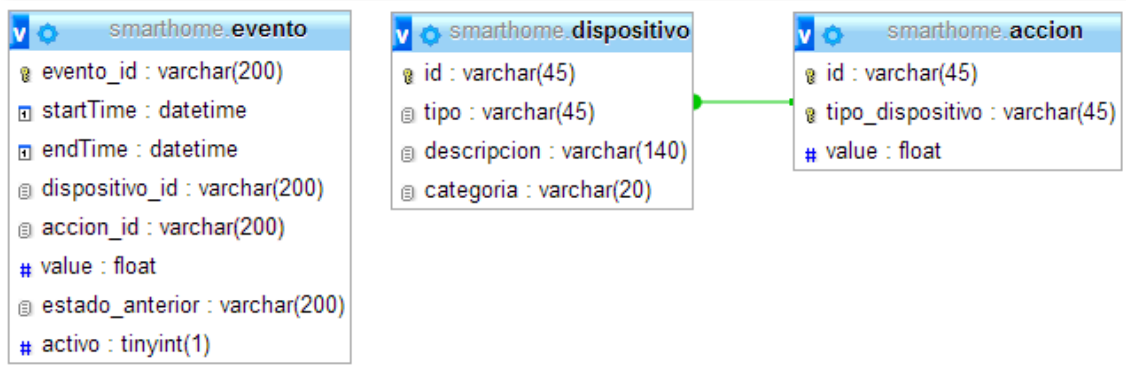 smarthome.evento
evento_id : varchar(200)
startTime : datetime
endTime : datetime
dispositivo_id : varchar(200)
accion_id : varchar(200)
# value : float
estado_anterior : varchar(200)
# activo : tinyint(1)
smarthome.dispositivo
id : varchar(45)
tipo : varchar(45)
descripcion : varchar(140)
categoria : varchar(20)
smarthome.accion
id : varchar(45)
tipo_dispositivo : varchar(45)
# value : float